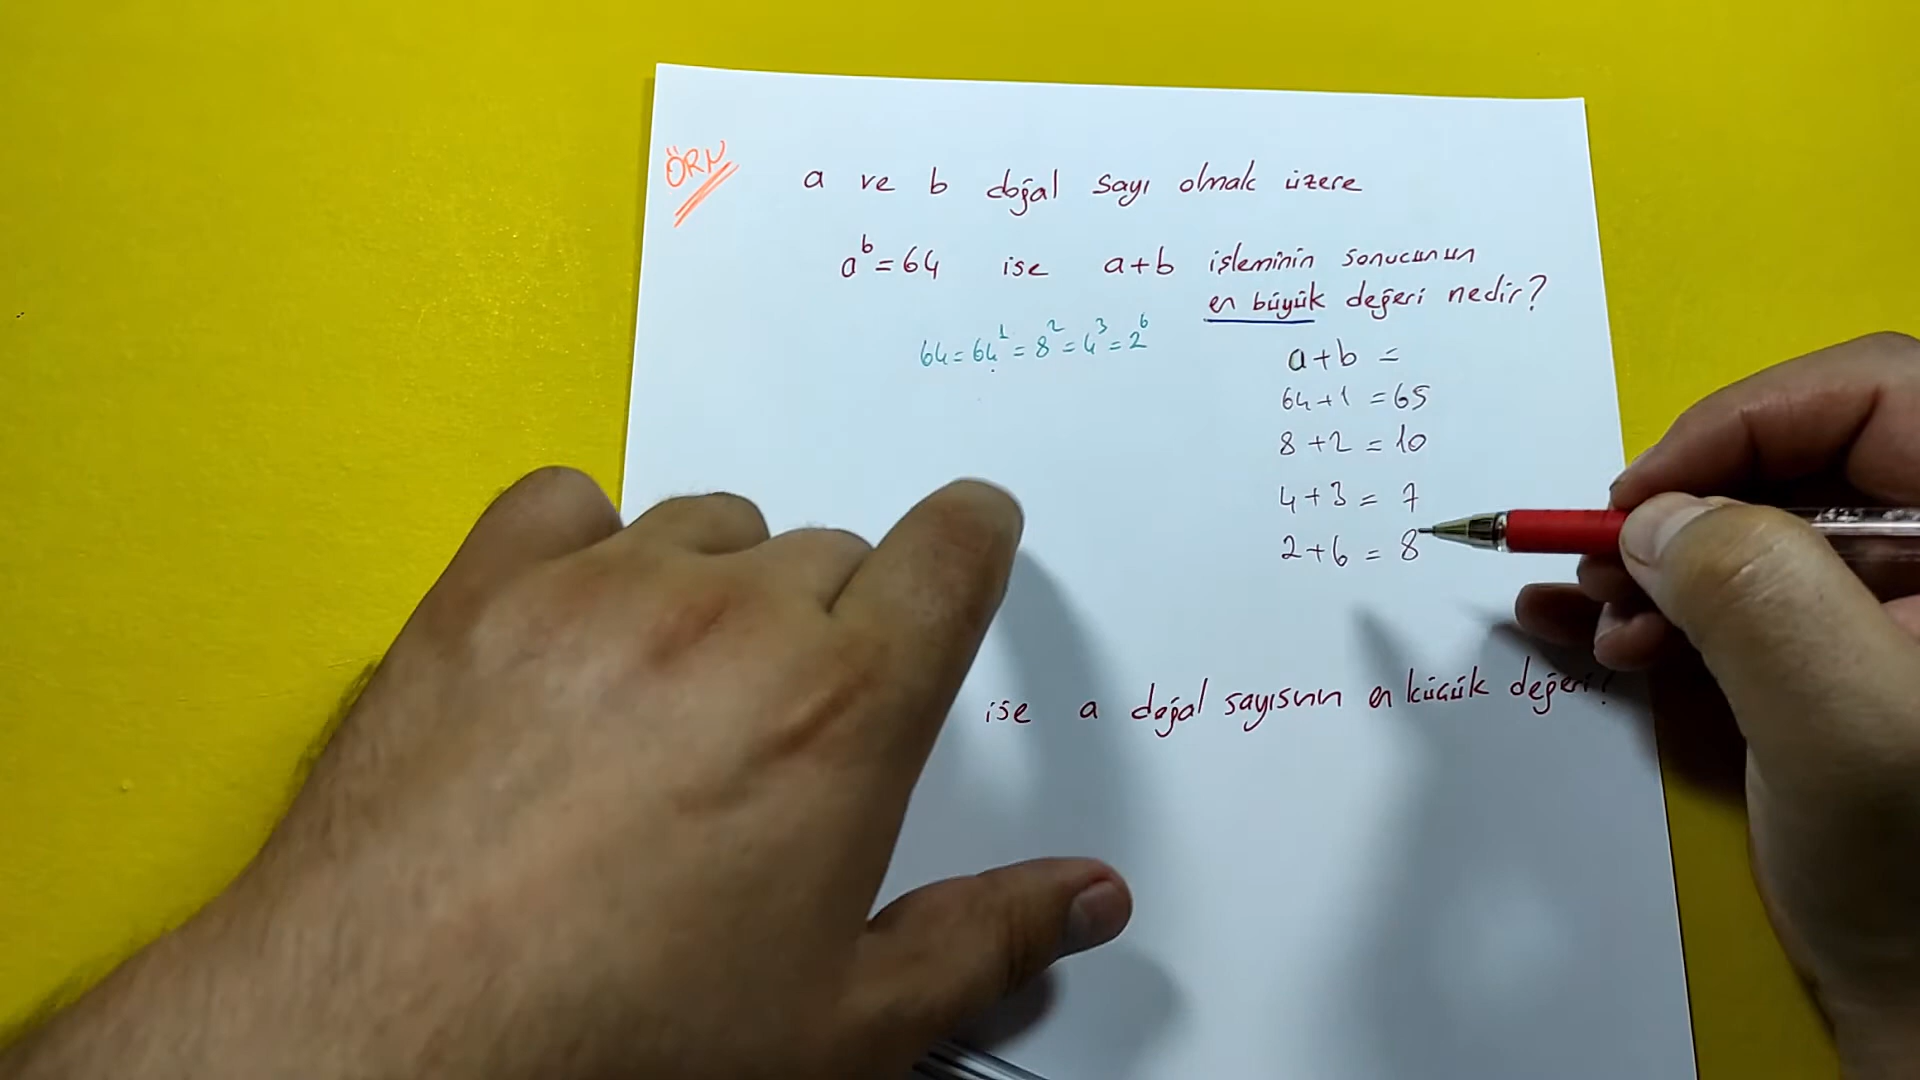 ÖRN
a ve b doğal sayı olmak üzere
a^b = 64 ise a+b işleminin sonucunun
en büyük değeri nedir?
64 = 64^1 = 8^2 = 4^3 = 2^6
a+b =
64+1 = 65
8+2 = 10
4+3 = 7
2+6 = 8
ise a doğal sayısının en küçük değeri?